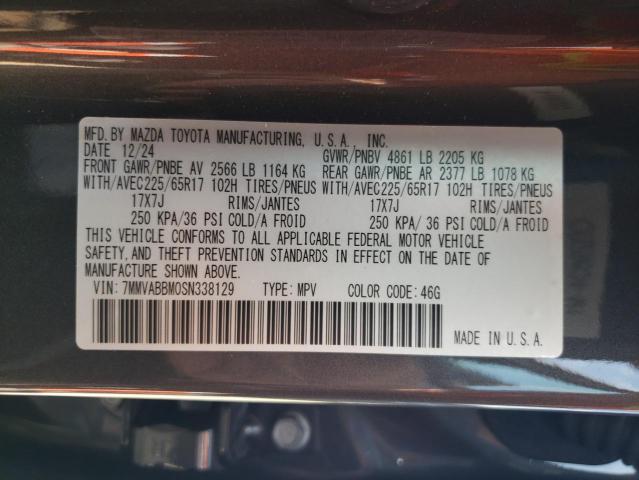 MFD. BY MAZDA TOYOTA MANUFACTURING, U.S.A. INC.
DATE 12/24 GVWR/PNBV 4861 LB 2205 KG
FRONT GAWR/PNBE AV 2566 LB 1164 KG REAR GAWR/PNBE AR 2377 LB 1078 KG
WITH/AVEC225/65R17 102H TIRES/PNEUS WITH/AVEC225/65R17 102H TIRES/PNEUS
17X7J RIMS/JANTES 17X7J RIMS/JANTES
250 KPA/36 PSI COLD/A FROID 250 KPA/36 PSI COLD/A FROID
THIS VEHICLE CONFORMS TO ALL APPLICABLE FEDERAL MOTOR VEHICLE
SAFETY,AND THEFT PREVENTION STANDARDS IN EFFECT ON THE DATE OF
MANUFACTURE SHOWN ABOVE.
VIN: 7MMVABBM0SN338129 TYPE: MPV COLOR CODE: 46G
MADE IN U.S.A.